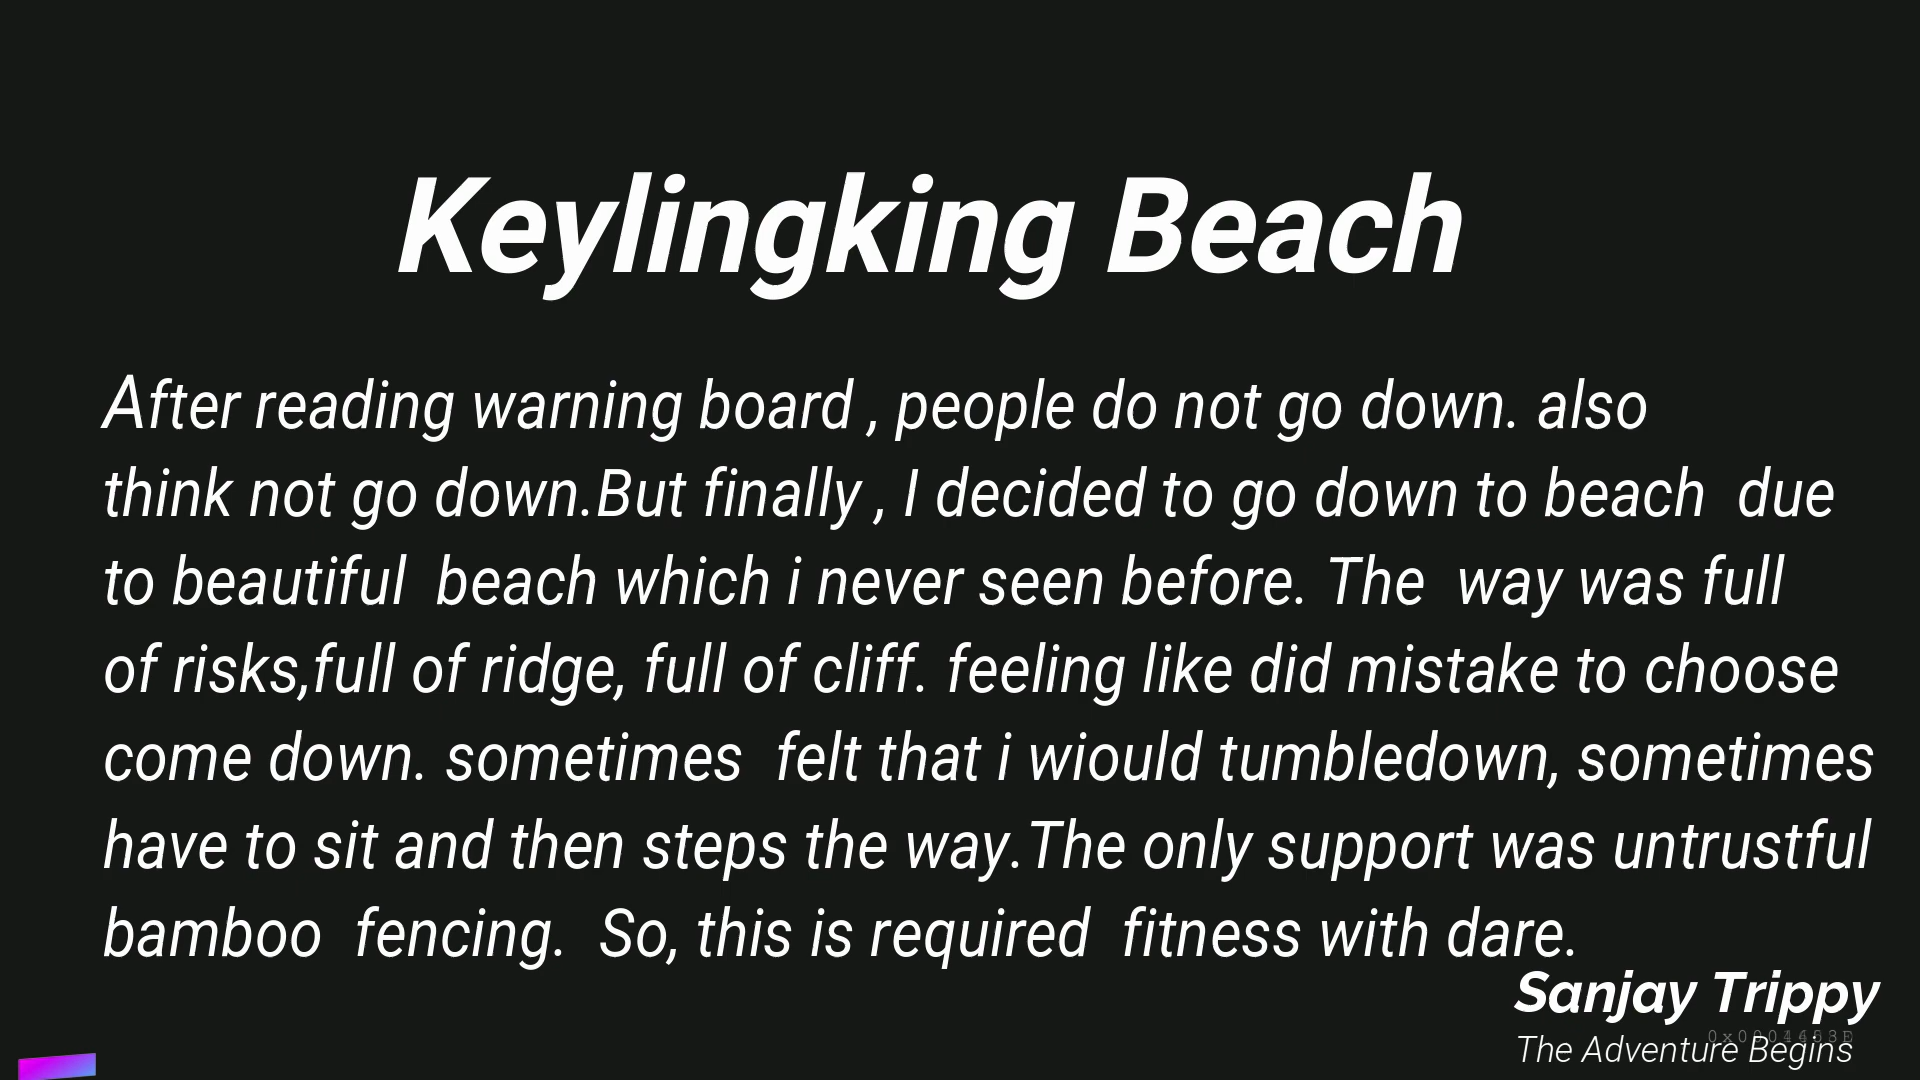 Keylingking Beach
After reading warning board , people do not go down. also
think not go down.But finally , I decided to go down to beach  due
to beautiful  beach which i never seen before. The  way was full
of risks,full of ridge, full of cliff. feeling like did mistake to choose
come down. sometimes  felt that i wiould tumbledown, sometimes
have to sit and then steps the way.The only support was untrustful
bamboo  fencing.  So, this is required  fitness with dare.
Sanjay Trippy
The Adventure Begins